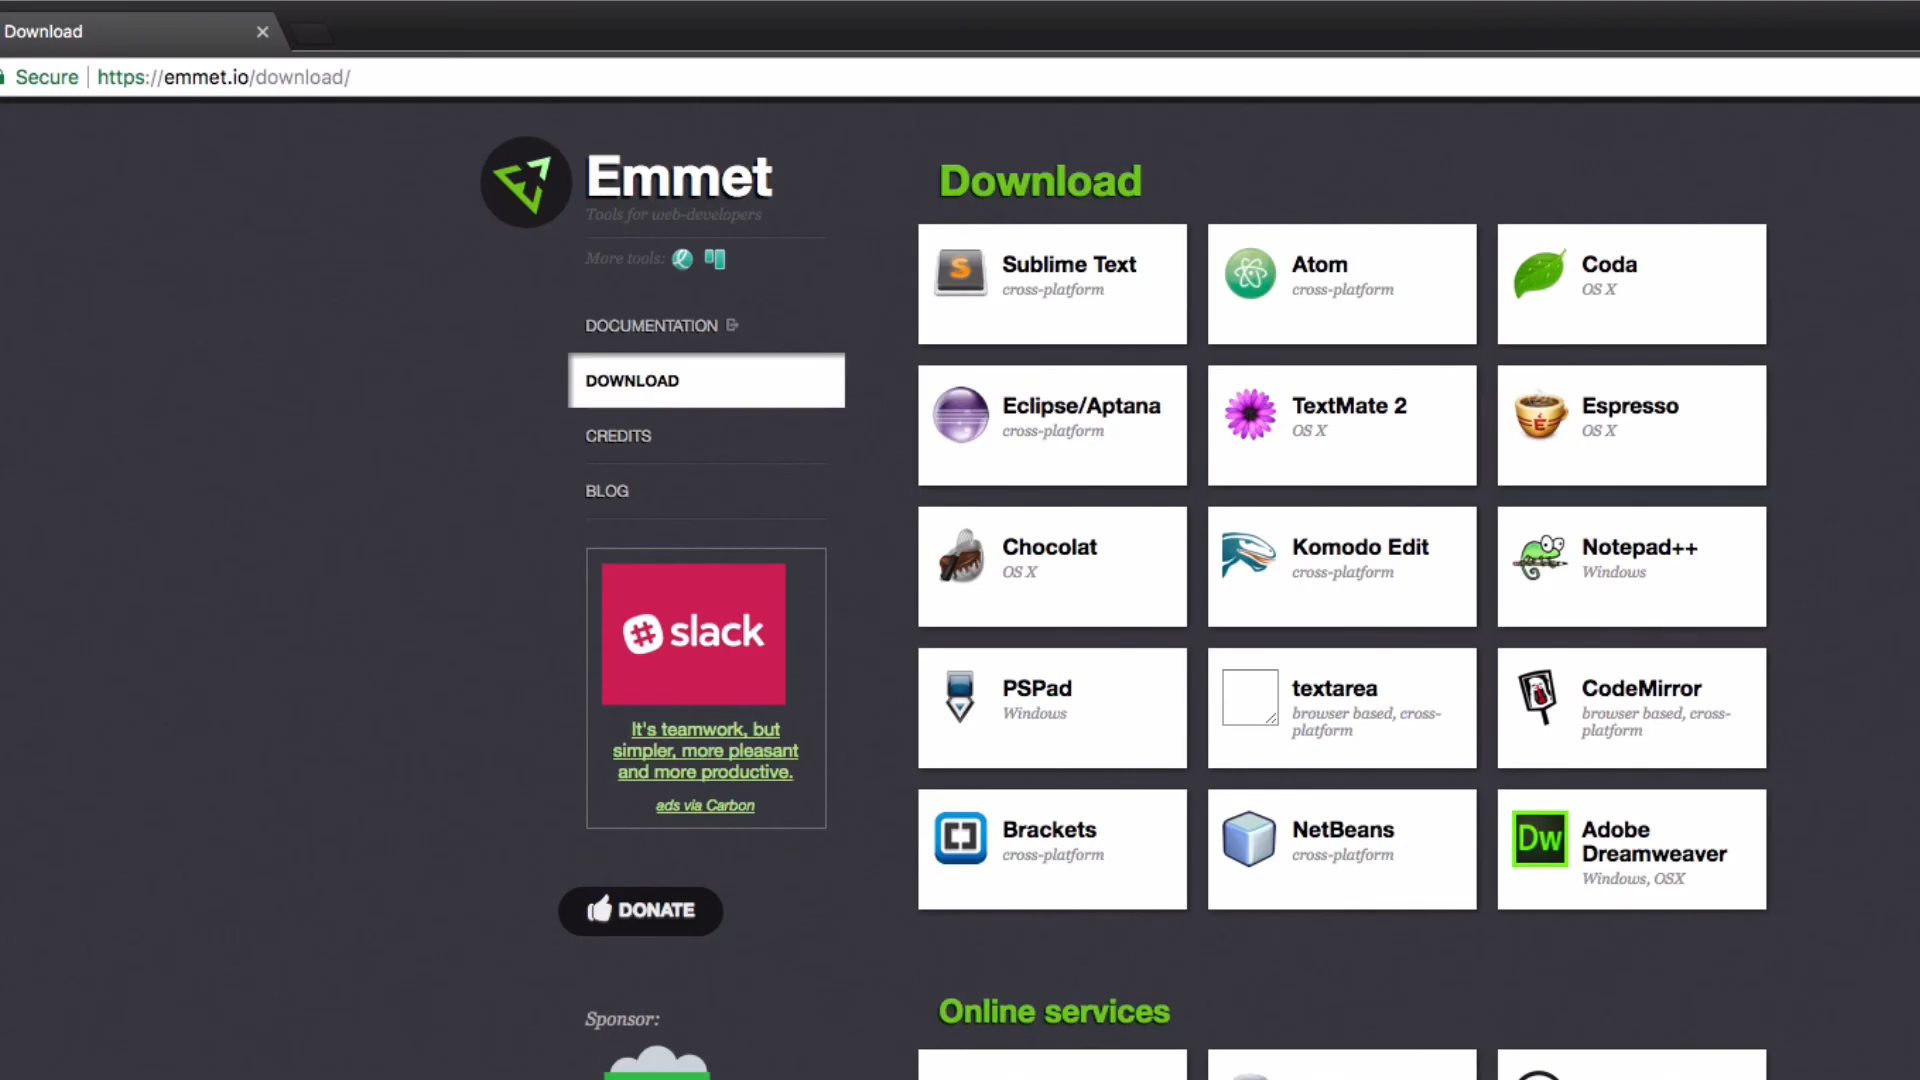 Download
Secure | https://emmet.io/download/
Emmet
Tools for web-developers
More tools:
DOCUMENTATION
DOWNLOAD
CREDITS
BLOG
slack
It's teamwork, but
simpler, more pleasant
and more productive.
ads via Carbon
DONATE
Sponsor:
Download
Sublime Text
cross-platform
Atom
cross-platform
Coda
OS X
Eclipse/Aptana
cross-platform
TextMate 2
OS X
Espresso
OS X
Chocolat
OS X
Komodo Edit
cross-platform
Notepad++
Windows
PSPad
Windows
textarea
browser based, cross-
platform
CodeMirror
browser based, cross-
platform
Brackets
cross-platform
NetBeans
cross-platform
Dw
Adobe
Dreamweaver
Windows, OSX
Online services